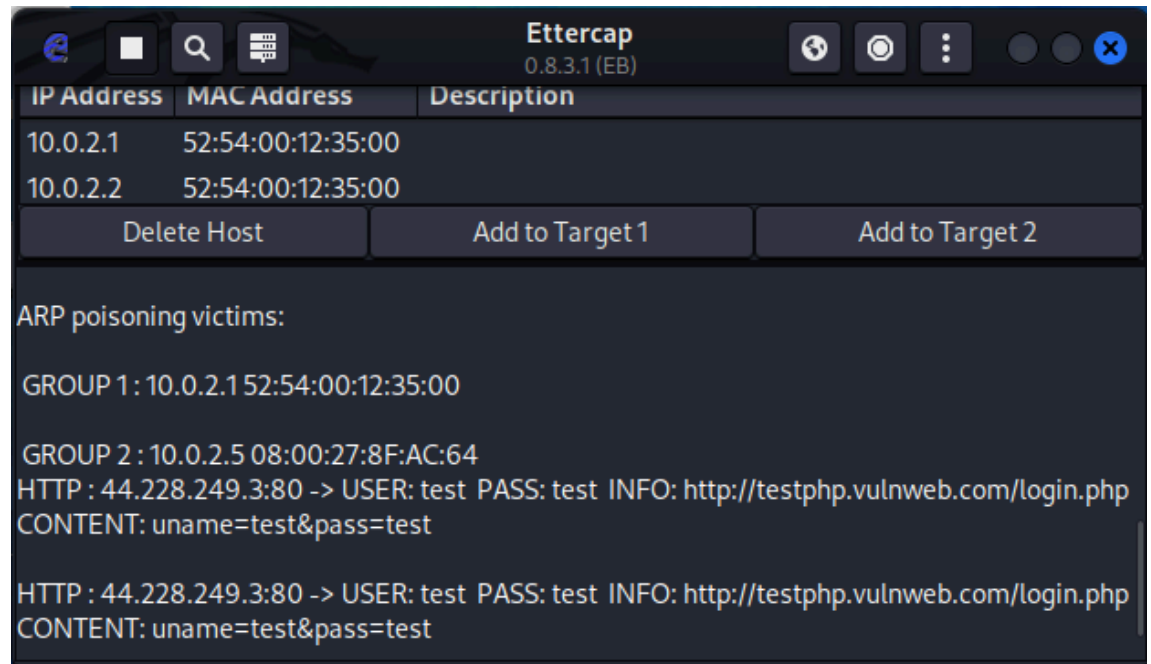 Ettercap
0.8.3.1 (EB)
IP Address MAC Address Description
10.0.2.1 52:54:00:12:35:00
10.0.2.2 52:54:00:12:35:00
Delete Host Add to Target 1 Add to Target 2
ARP poisoning victims:
GROUP 1 : 10.0.2.1 52:54:00:12:35:00
GROUP 2 : 10.0.2.5 08:00:27:8F:AC:64
HTTP : 44.228.249.3:80 -> USER: test PASS: test INFO: http://testphp.vulnweb.com/login.php
CONTENT: uname=test&pass=test
HTTP : 44.228.249.3:80 -> USER: test PASS: test INFO: http://testphp.vulnweb.com/login.php
CONTENT: uname=test&pass=test